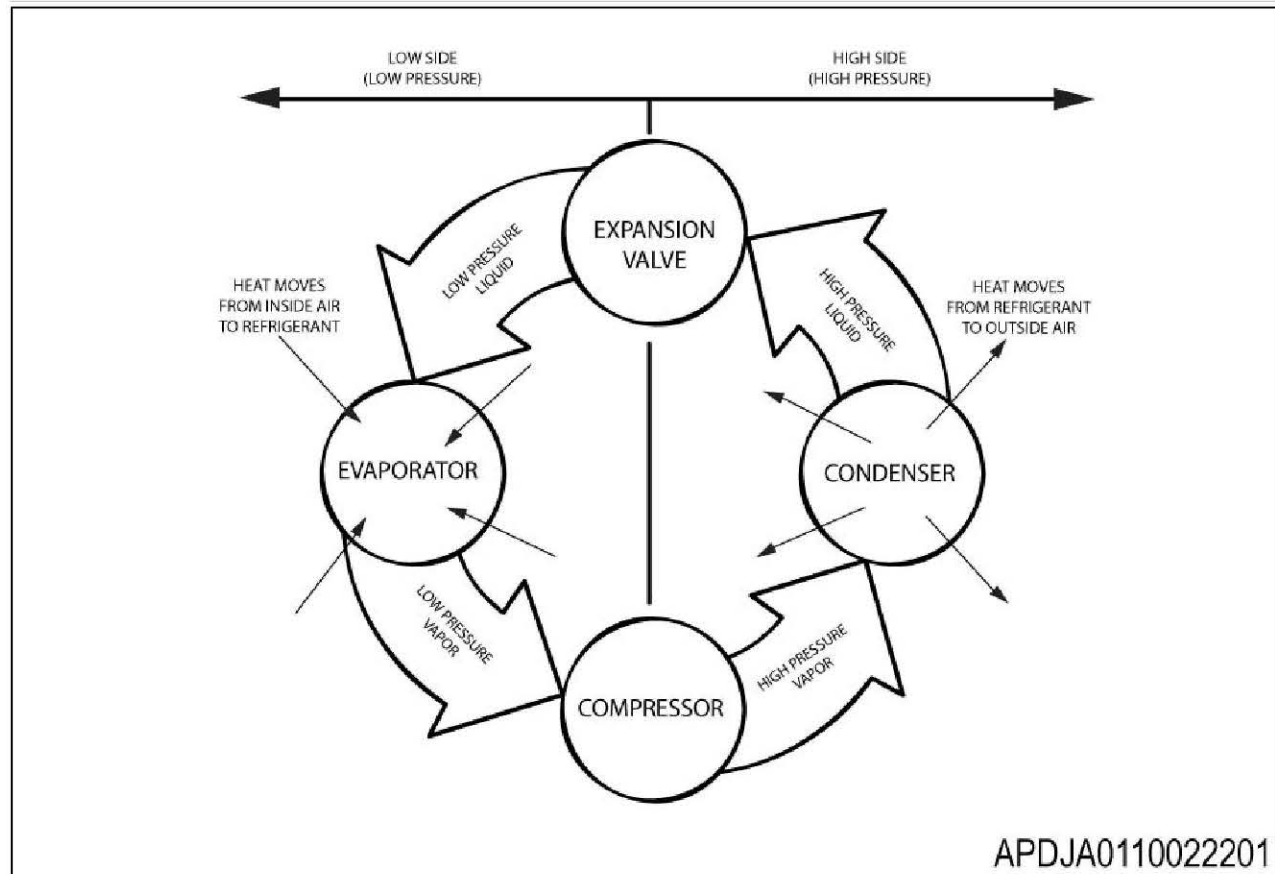 LOW SIDE
(LOW PRESSURE)
HIGH SIDE
(HIGH PRESSURE)
EXPANSION
VALVE
LOW PRESSURE
LIQUID
HIGH PRESSURE
LIQUID
HEAT MOVES
FROM INSIDE AIR
TO REFRIGERANT
HEAT MOVES
FROM REFRIGERANT
TO OUTSIDE AIR
EVAPORATOR
CONDENSER
LOW PRESSURE
VAPOR
HIGH PRESSURE
VAPOR
COMPRESSOR
APDJA0110022201